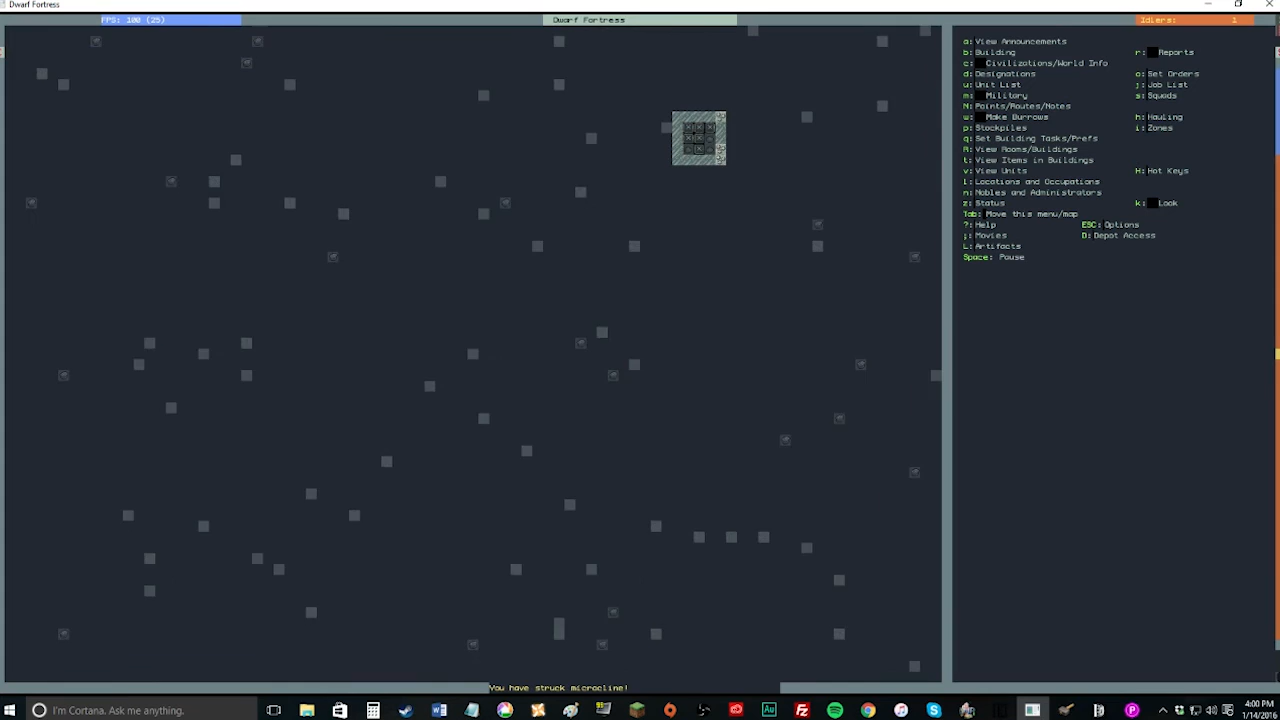 Dwarf Fortress
FPS: 100 (25)
Dwarf Fortress
Idlers: 1
a: View Announcements
b: Building
r: Reports
c: Civilizations/World Info
d: Designations
o: Set Orders
u: Unit List
j: Job List
m: Military
s: Squads
N: Points/Routes/Notes
w: Make Burrows
h: Hauling
p: Stockpiles
i: Zones
q: Set Building Tasks/Prefs
R: View Rooms/Buildings
t: View Items in Buildings
v: View Units
H: Hot Keys
l: Locations and Occupations
n: Nobles and Administrators
z: Status
k: Look
Tab: Move this menu/map
?: Help
ESC: Options
;: Movies
D: Depot Access
L: Artifacts
Space: Pause
You have struck microcline!
I'm Cortana. Ask me anything.
4:00 PM
1/14/2016